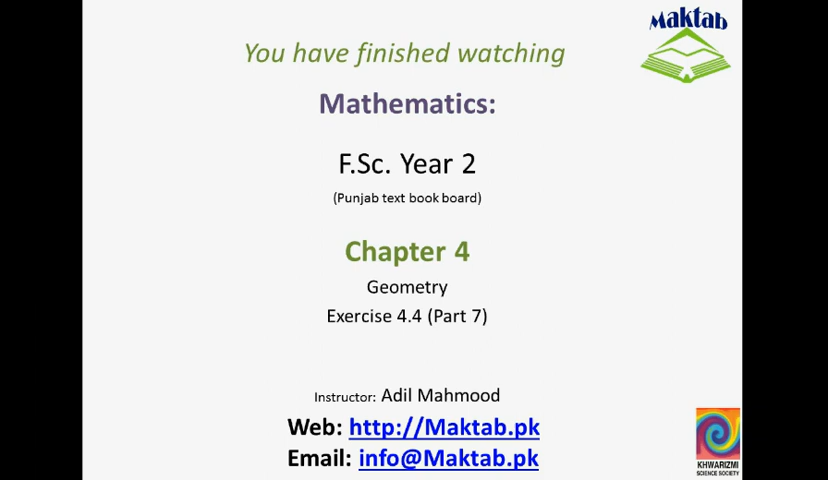 Maktab
You have finished watching
Mathematics:
F.Sc. Year 2
(Punjab text book board)
Chapter 4
Geometry
Exercise 4.4 (Part 7)
Instructor: Adil Mahmood
Web: http://Maktab.pk
Email: info@Maktab.pk
KHWARIZMI
SCIENCE SOCIETY